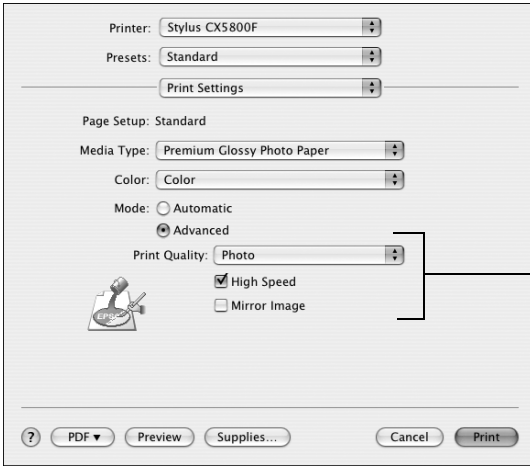 Printer: Stylus CX5800F
Presets: Standard
Print Settings
Page Setup: Standard
Media Type: Premium Glossy Photo Paper
Color: Color
Mode: Automatic
Advanced
Print Quality: Photo
High Speed
Mirror Image
EPSON
? PDF▼ Preview Supplies... Cancel Print